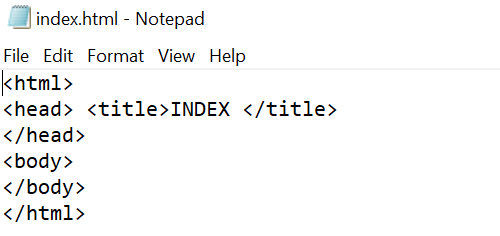 index.html - Notepad
File Edit Format View Help
<html>
<head> <title>INDEX </title>
</head>
<body>
</body>
</html>